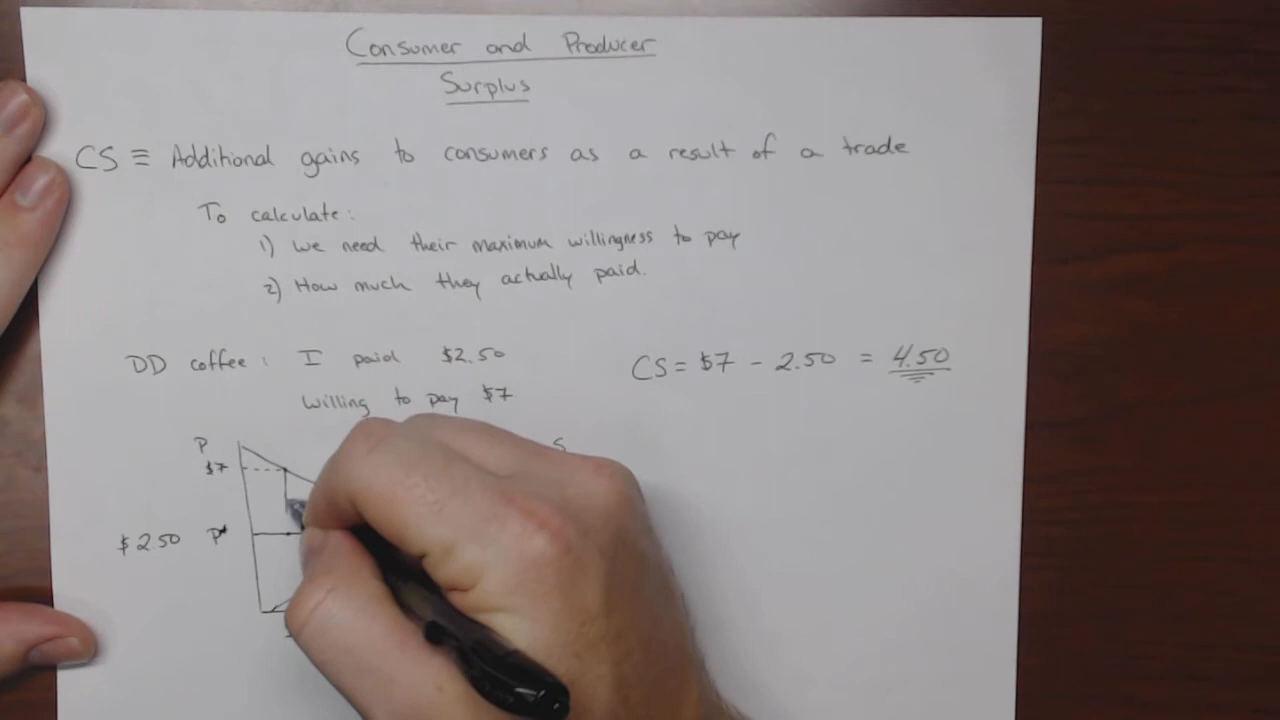 Consumer and Producer
Surplus
CS ≡ Additional gains to consumers as a result of a trade
To calculate:
1) we need their maximum willingness to pay
2) How much they actually paid.
DD coffee: I paid $2.50
CS = $7 - 2.50 = 4.50
Willing to pay $7
P
S
$7
$2.50 P*